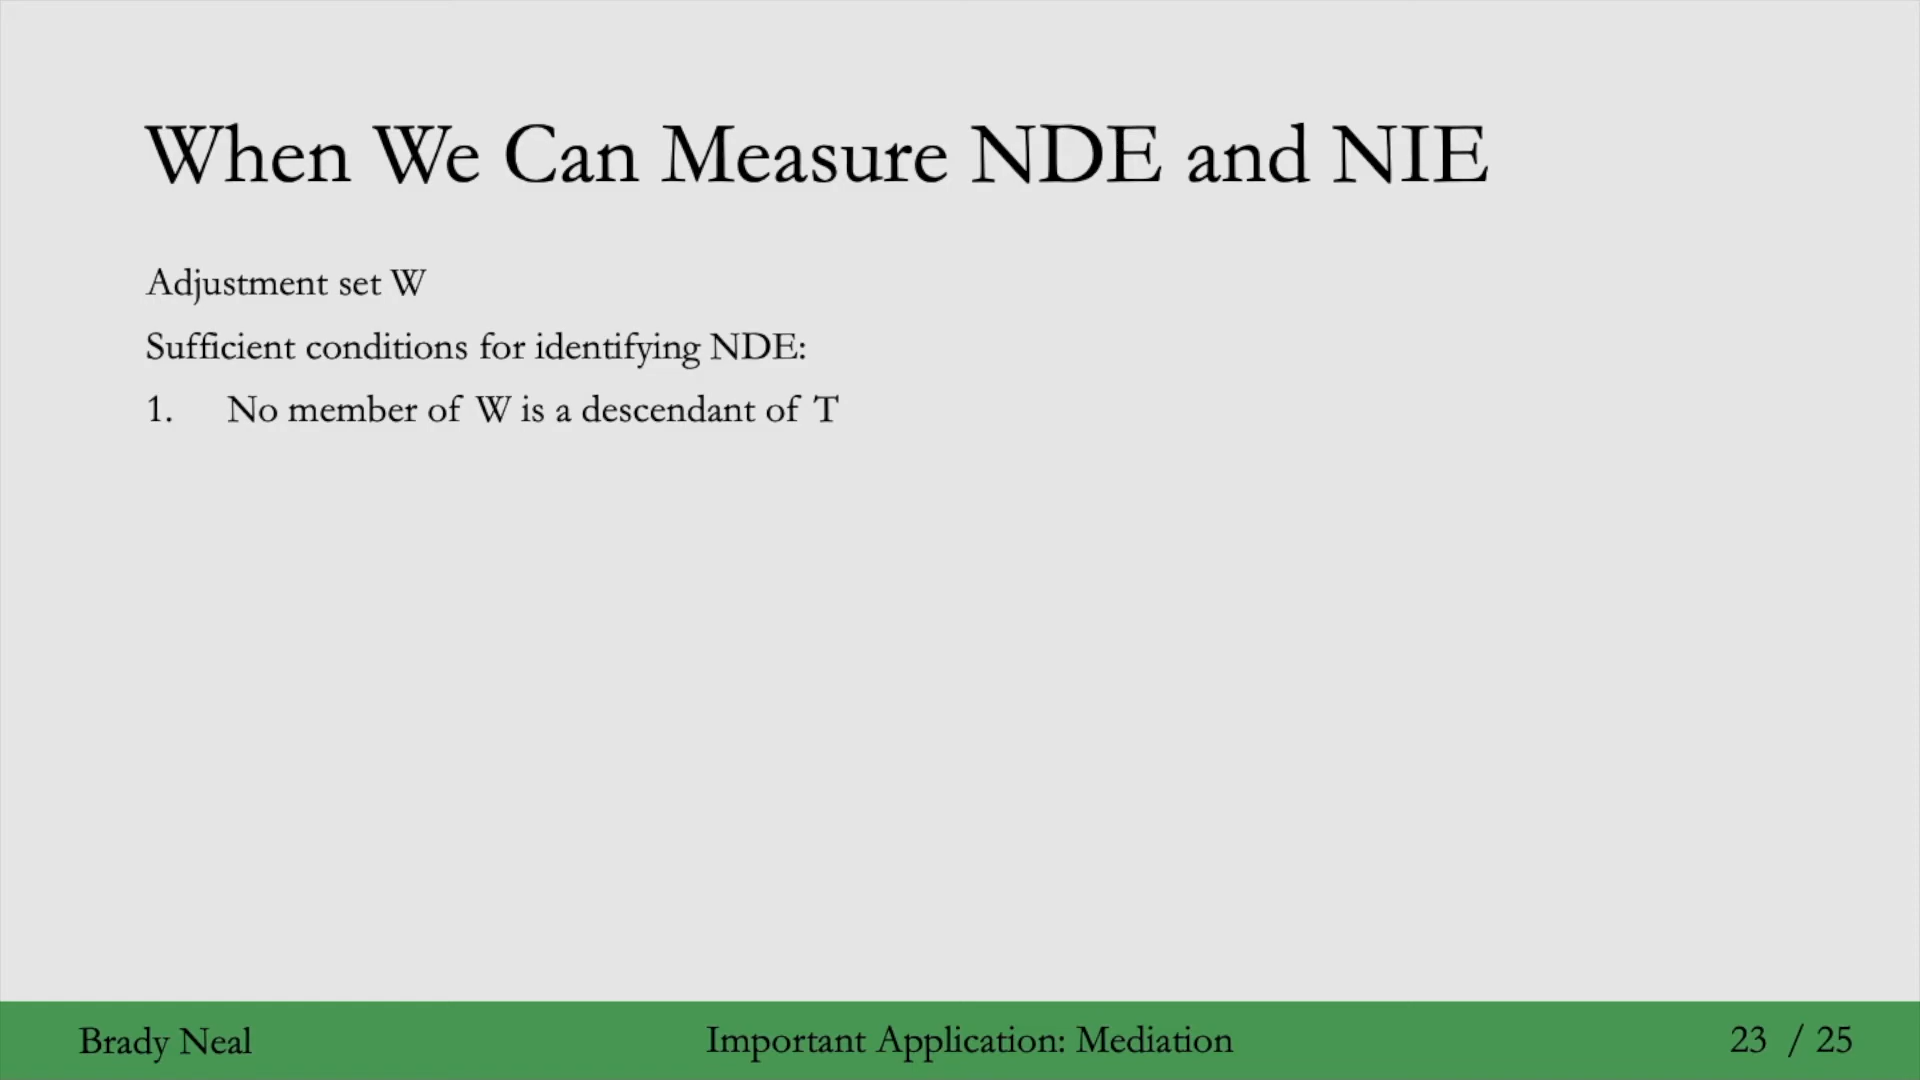 When We Can Measure NDE and NIE
Adjustment set W
Sufficient conditions for identifying NDE:
1. No member of W is a descendant of T
Brady Neal
Important Application: Mediation
23 / 25